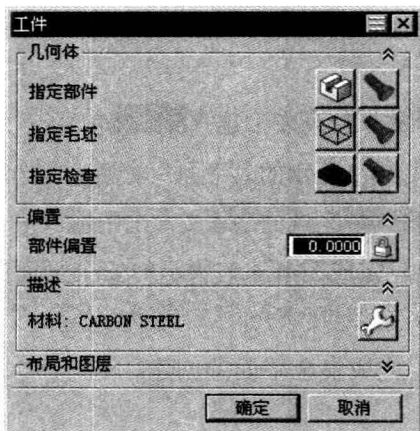 工件
几何体
指定部件
指定毛坯
指定检查
偏置
部件偏置 0.0000
描述
材料: CARBON STEEL
布局和图层
确定 取消